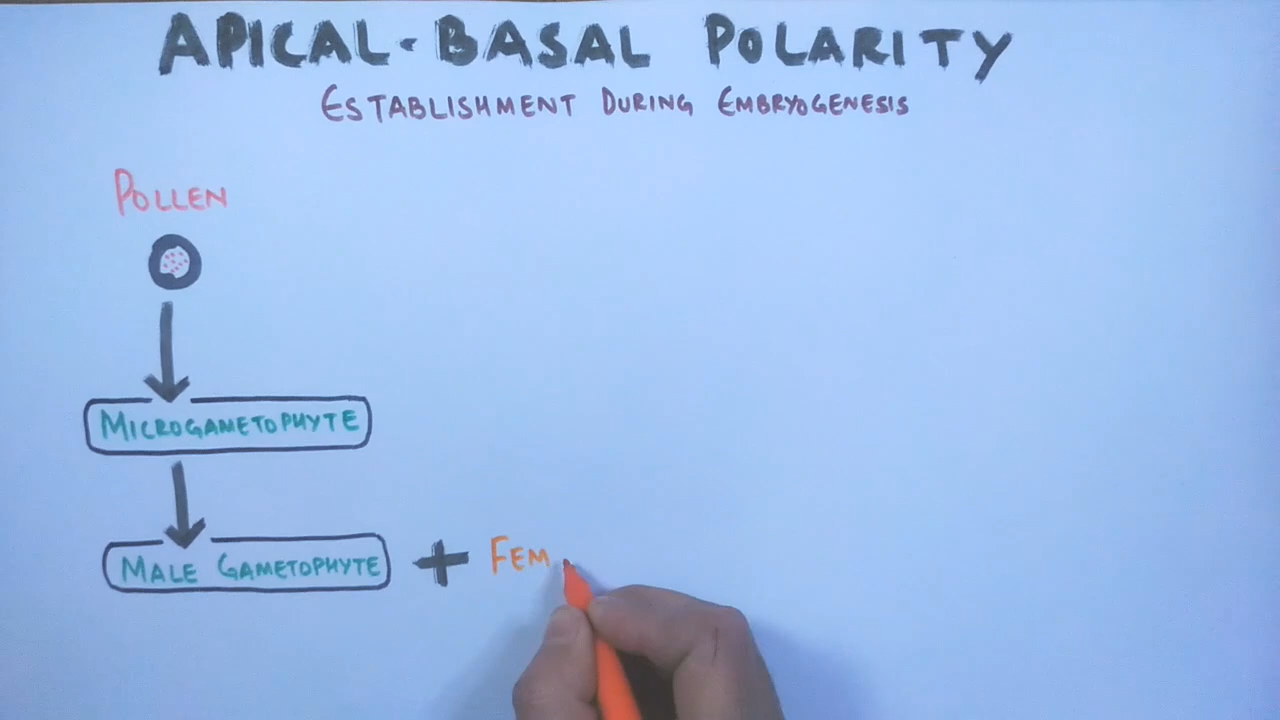 APICAL-BASAL POLARITY
ESTABLISHMENT DURING EMBRYOGENESIS
POLLEN
MICROGAMETOPHYTE
MALE GAMETOPHYTE + FEM